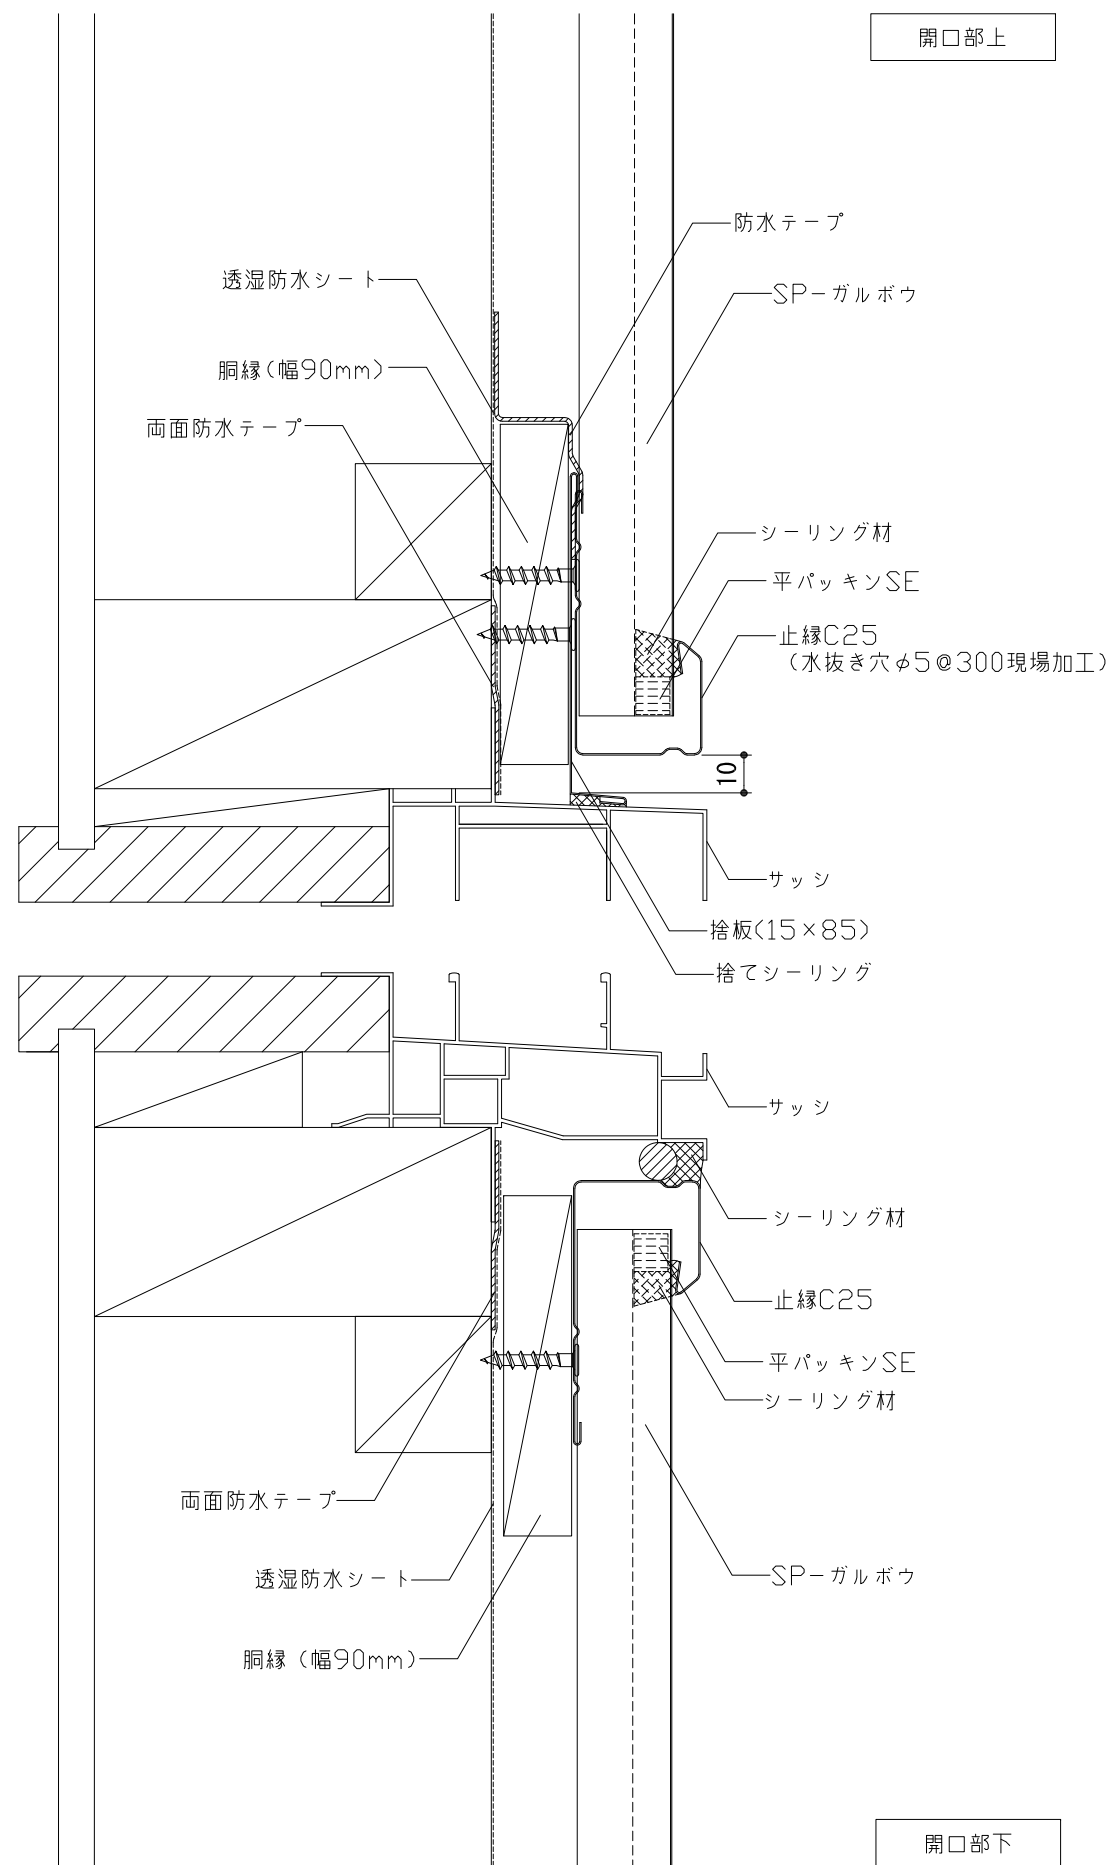 開口部上
防水テープ
透湿防水シート
SP-ガルボウ
胴縁(幅90mm)
両面防水テープ
シーリング材
平パッキンSE
止縁C25
(水抜き穴φ5@300現場加工)
10
サッシ
捨板(15×85)
捨てシーリング
サッシ
シーリング材
止縁C25
平パッキンSE
シーリング材
両面防水テープ
透湿防水シート
SP-ガルボウ
胴縁(幅90mm)
開口部下